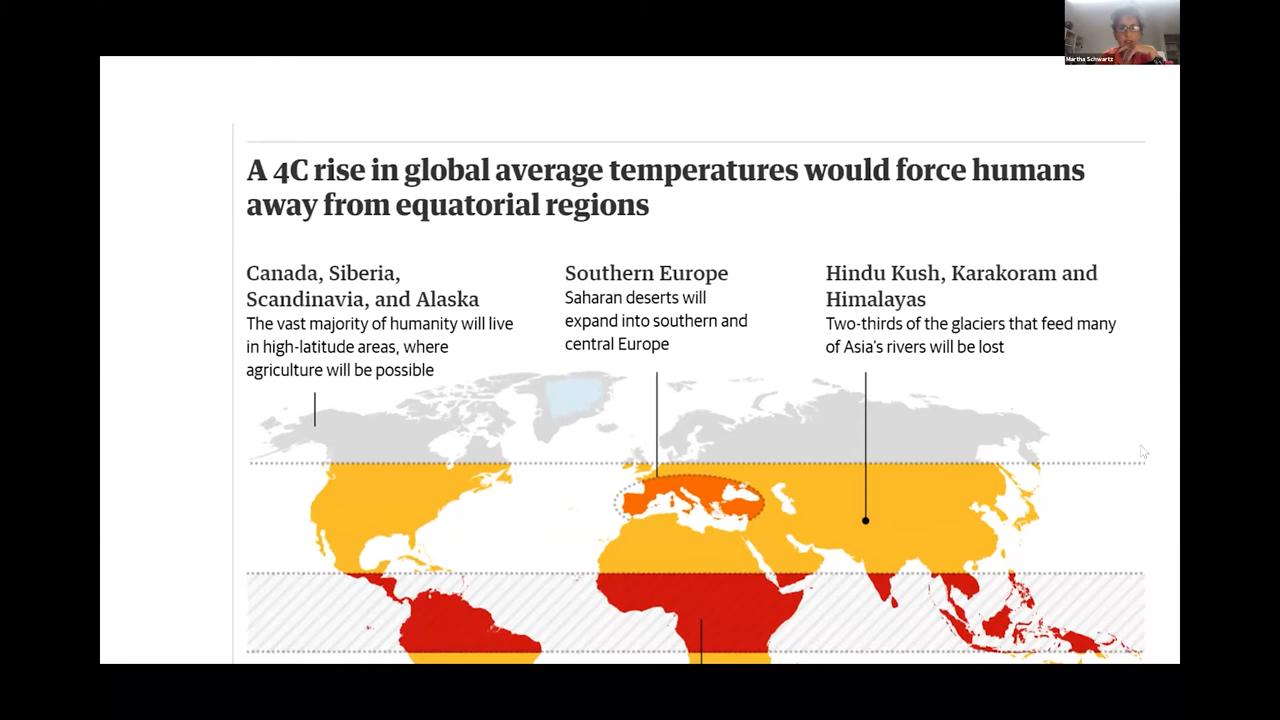 Martha Schwartz
A 4C rise in global average temperatures would force humans
away from equatorial regions
Canada, Siberia,
Scandinavia, and Alaska
The vast majority of humanity will live
in high-latitude areas, where
agriculture will be possible
Southern Europe
Saharan deserts will
expand into southern and
central Europe
Hindu Kush, Karakoram and
Himalayas
Two-thirds of the glaciers that feed many
of Asia's rivers will be lost